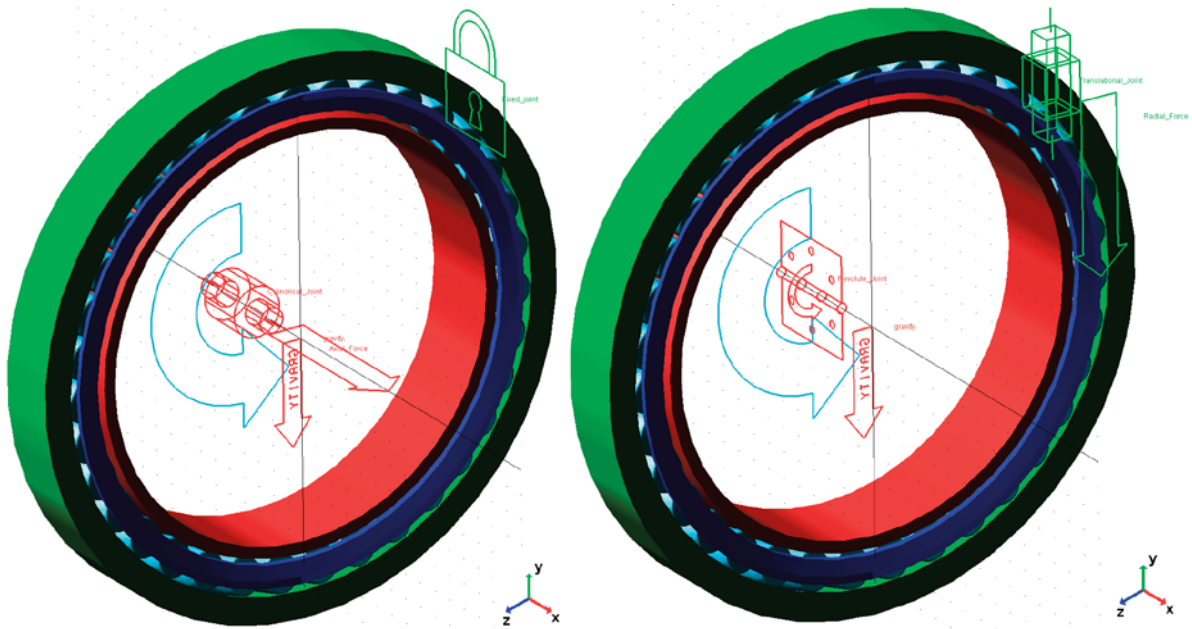 Fixed_joint
Cylindrical_Joint
gravity
Axial_Force
GRAVITY
y
z
x
Translational_Joint
Radial_Force
Revolute_Joint
gravity
GRAVITY
y
z
x